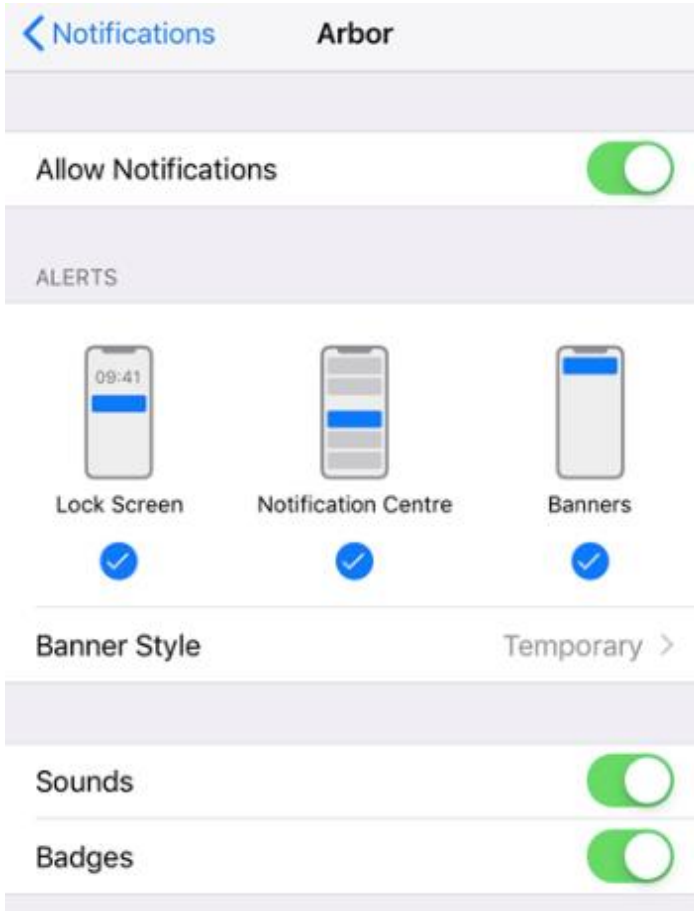 Notifications Arbor
Allow Notifications
ALERTS
09:41
Lock Screen Notification Centre Banners
Banner Style Temporary
Sounds
Badges